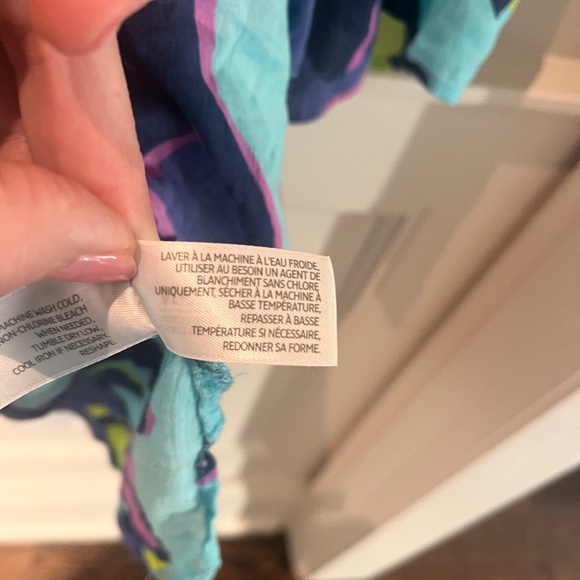 MACHINE WASH COLD,
NON-CHLORINE BLEACH
WHEN NEEDED,
TUMBLE DRY LOW,
COOL IRON IF NECESSARY,
RESHAPE.
LAVER À LA MACHINE À L'EAU FROIDE,
UTILISER AU BESOIN UN AGENT DE
BLANCHIMENT SANS CHLORE
UNIQUEMENT, SÉCHER À LA MACHINE À
BASSE TEMPÉRATURE,
REPASSER À BASSE
TEMPÉRATURE SI NÉCESSAIRE,
REDONNER SA FORME.